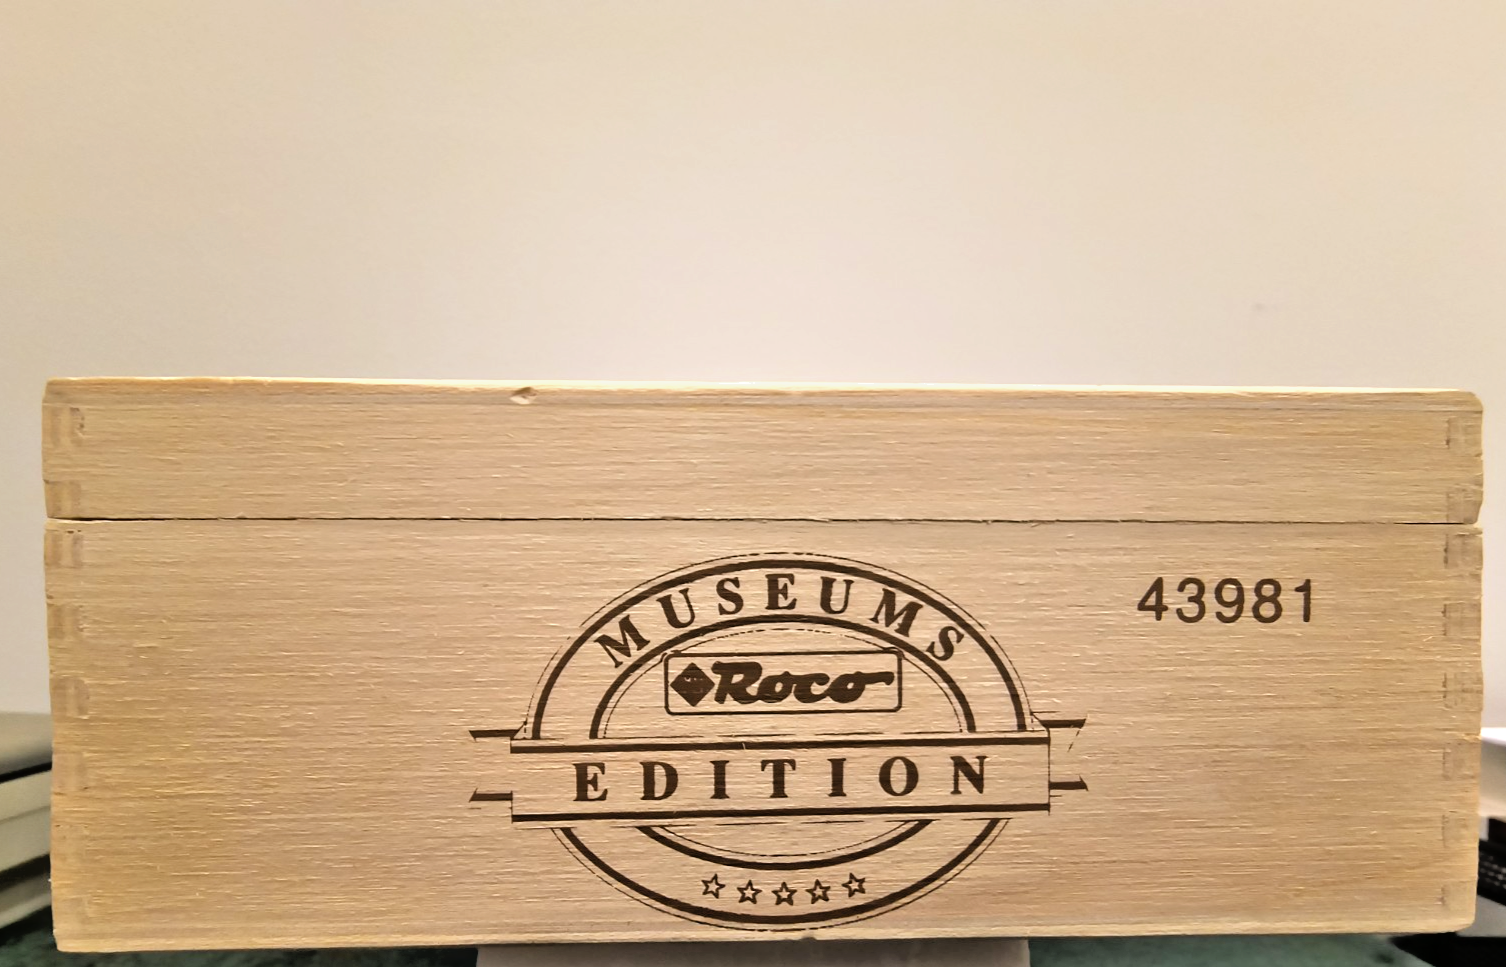 MUSEUMS
Roco
EDITION
43981